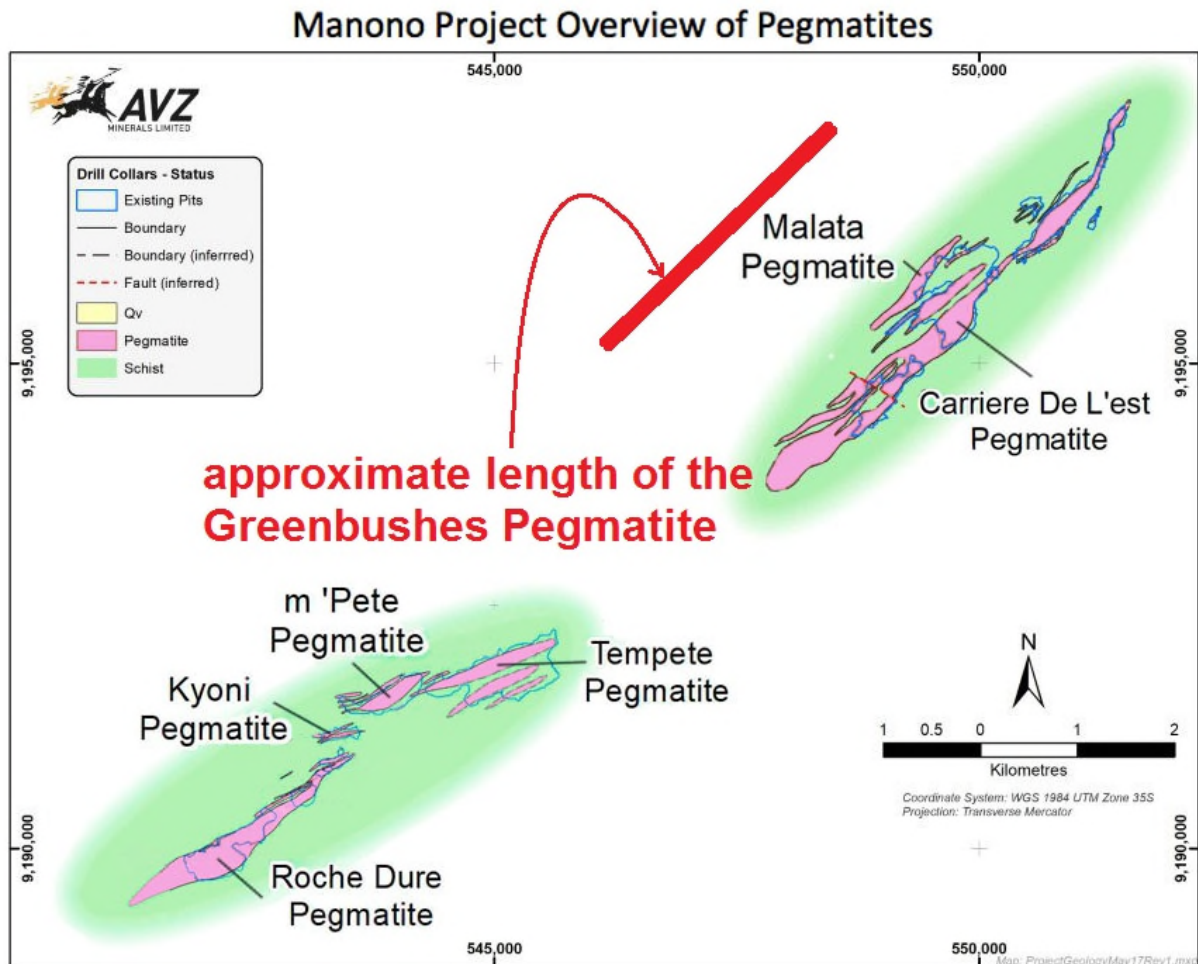 Manono Project Overview of Pegmatites
545,000
550,000
AVZ
MINERALS LIMITED
Drill Collars - Status
Existing Pits
Boundary
Boundary (inferrred)
Fault (inferred)
Qv
Pegmatite
Schist
9,195,000
9,195,000
Malata
Pegmatite
Carriere De L'est
Pegmatite
approximate length of the
Greenbushes Pegmatite
m 'Pete
Pegmatite
Tempete
Pegmatite
Kyoni
Pegmatite
N
1 0.5 0 1 2
Kilometres
Coordinate System: WGS 1984 UTM Zone 35S
Projection: Transverse Mercator
9,190,000
9,190,000
Roche Dure
Pegmatite
545,000
550,000
Map: ProjectGeologyMay17Rev1.mxd